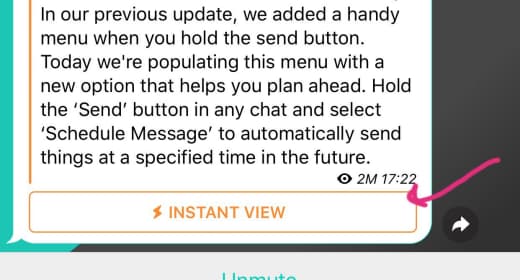 In our previous update, we added a handy
menu when you hold the send button.
Today we're populating this menu with a
new option that helps you plan ahead. Hold
the ‘Send’ button in any chat and select
‘Schedule Message’ to automatically send
things at a specified time in the future.
2M 17:22
INSTANT VIEW
Unmute